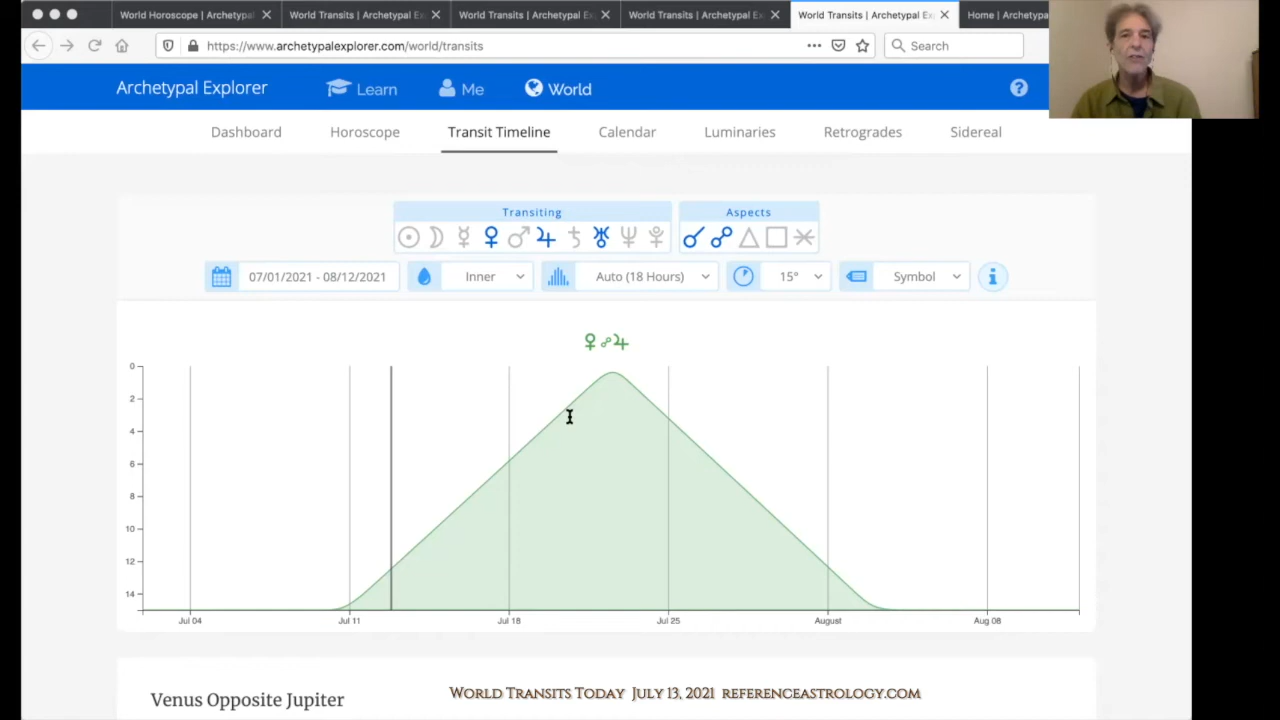 World Horoscope | Archetypal
World Transits | Archetypal E
World Transits | Archetypal Ex
World Transits | Archetypal Ex
World Transits | Archetypal Ex
Home | Archetypa
https://www.archetypalexplorer.com/world/transits
Search
Archetypal Explorer
Learn
Me
World
?
Dashboard
Horoscope
Transit Timeline
Calendar
Luminaries
Retrogrades
Sidereal
Transiting
Aspects
07/01/2021 - 08/12/2021
Inner
Auto (18 Hours)
15°
Symbol
♀☍♃
0
2
4
6
8
10
12
14
Jul 04
Jul 11
Jul 18
Jul 25
August
Aug 08
Venus Opposite Jupiter
World Transits Today July 13, 2021 referenceastrology.com